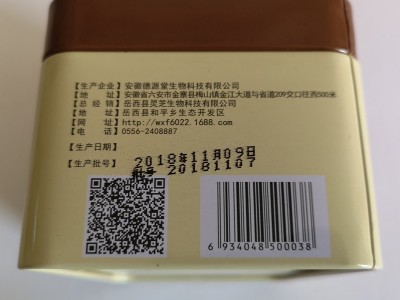 【生产企业】安徽德源堂生物科技有限公司
【地 址】安徽省六安市金寨县梅山镇金江大道与省道209交口往西500米
【总 经 销】岳西县灵芝生物科技有限公司
【地 址】岳西县和平乡生态开发区
【网 址】http://wxf6022.1688.com
【电 话】0556-2408887
【生产日期】
2018年11月09日
【生产批号】
批号 20181107
6 934048 500038